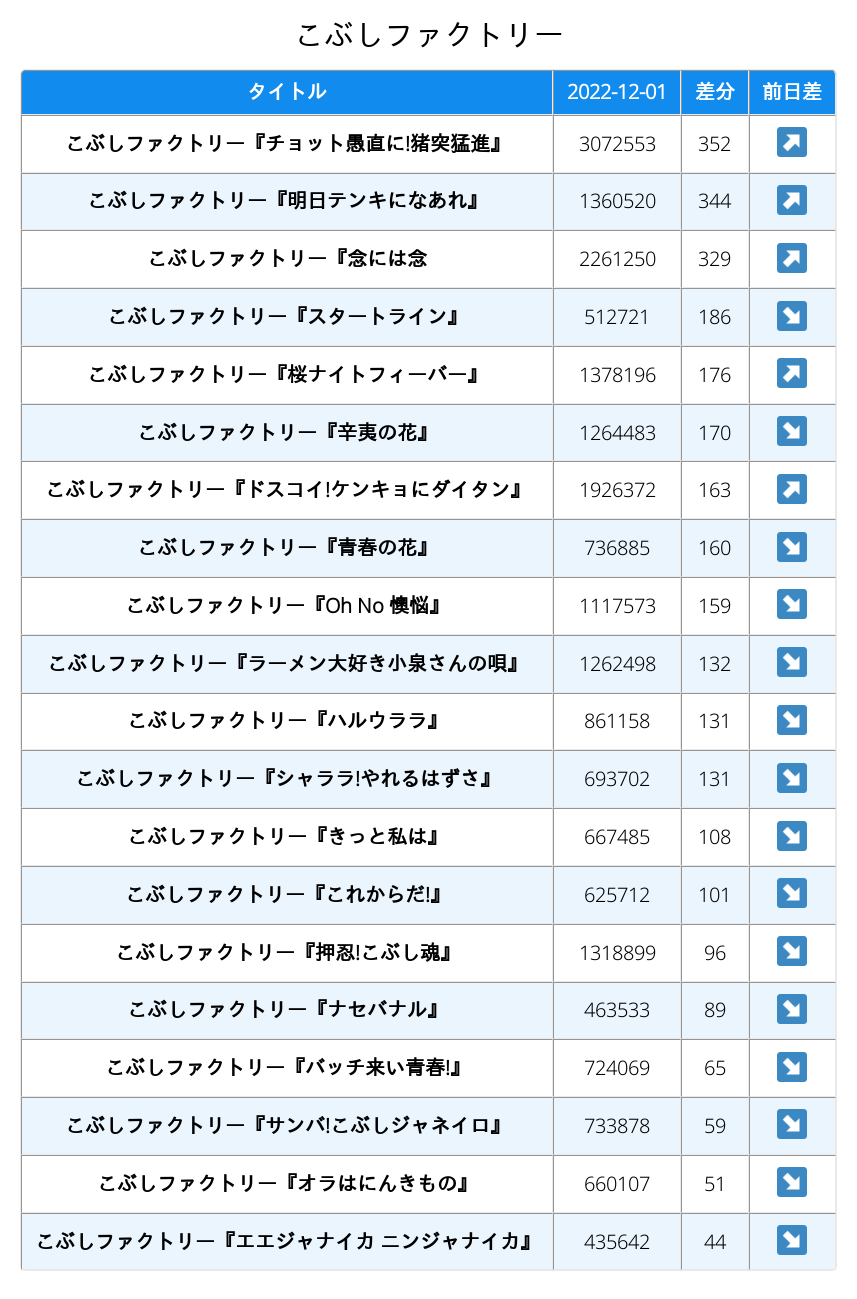 こぶしファクトリー
タイトル 2022-12-01 差分 前日差
こぶしファクトリー『チョット愚直に!猪突猛進』 3072553 352 ↗
こぶしファクトリー『明日テンキになあれ』 1360520 344 ↗
こぶしファクトリー『念には念 2261250 329 ↗
こぶしファクトリー『スタートライン』 512721 186 ↘
こぶしファクトリー『桜ナイトフィーバー』 1378196 176 ↗
こぶしファクトリー『辛夷の花』 1264483 170 ↘
こぶしファクトリー『ドスコイ!ケンキョにダイタン』 1926372 163 ↗
こぶしファクトリー『青春の花』 736885 160 ↘
こぶしファクトリー『Oh No 懊悩』 1117573 159 ↘
こぶしファクトリー『ラーメン大好き小泉さんの唄』 1262498 132 ↘
こぶしファクトリー『ハルウララ』 861158 131 ↘
こぶしファクトリー『シャララ!やれるはずさ』 693702 131 ↘
こぶしファクトリー『きっと私は』 667485 108 ↘
こぶしファクトリー『これからだ!』 625712 101 ↘
こぶしファクトリー『押忍!こぶし魂』 1318899 96 ↘
こぶしファクトリー『ナセバナル』 463533 89 ↘
こぶしファクトリー『バッチ来い青春!』 724069 65 ↘
こぶしファクトリー『サンバ!こぶしジャネイロ』 733878 59 ↘
こぶしファクトリー『オラはにんきもの』 660107 51 ↘
こぶしファクトリー『エエジャナイカ ニンジャナイカ』 435642 44 ↘